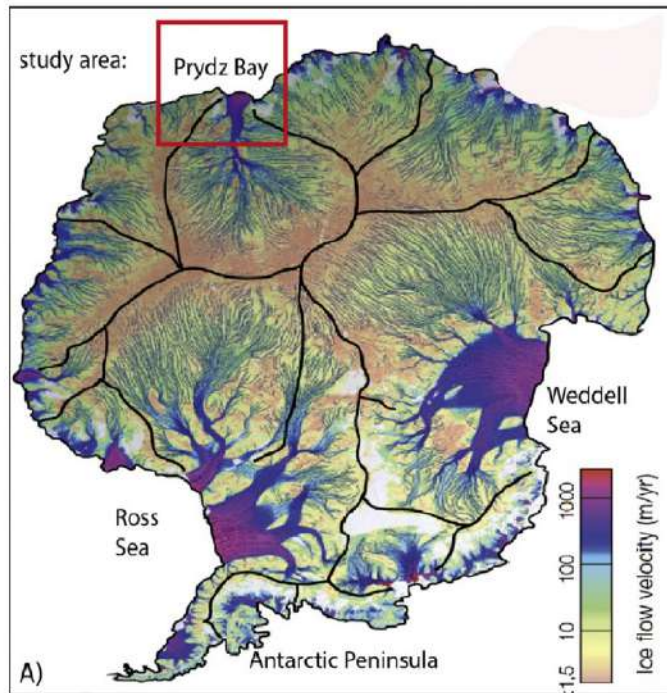 study area:
Prydz Bay
Weddell
Sea
Ross
Sea
Antarctic Peninsula
A)
1000
100
10
<1.5
Ice flow velocity (m/yr)